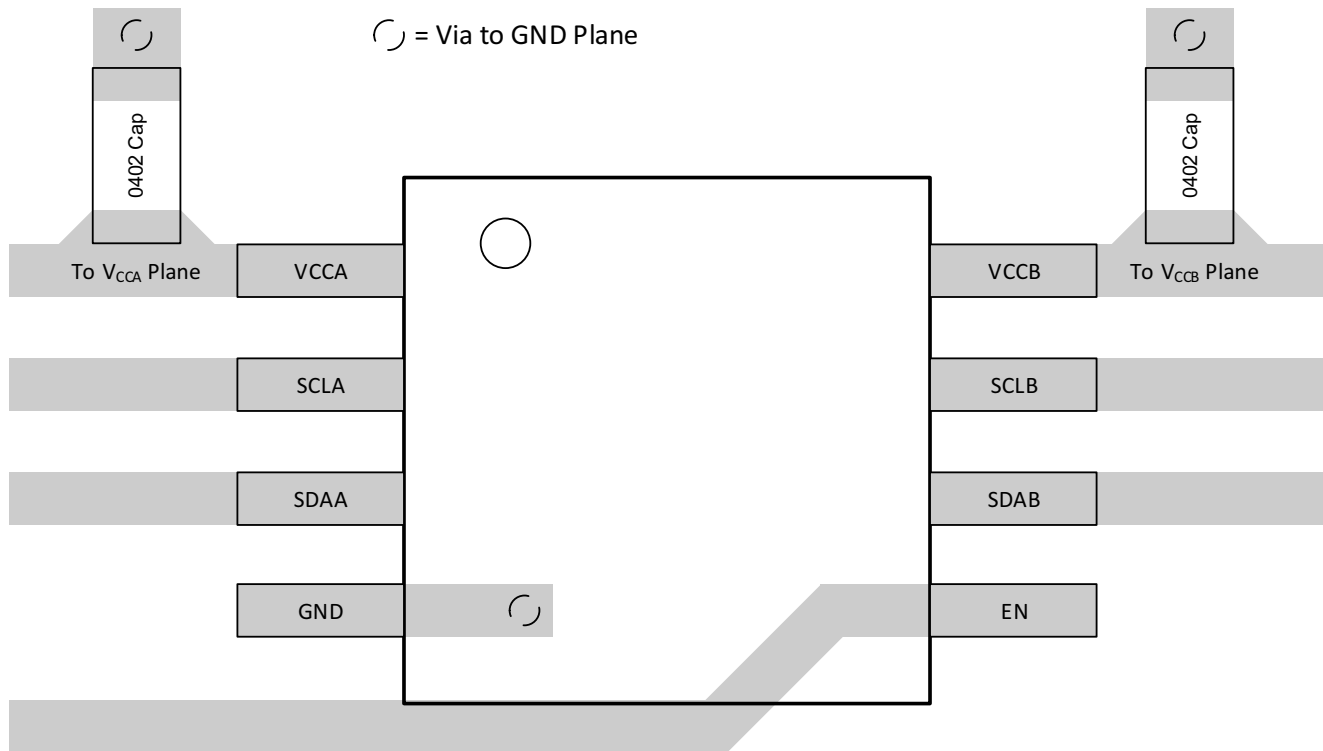 = Via to GND Plane
0402 Cap
0402 Cap
To VCCA Plane
VCCA
VCCB
To VCCB Plane
SCLA
SCLB
SDAA
SDAB
GND
EN